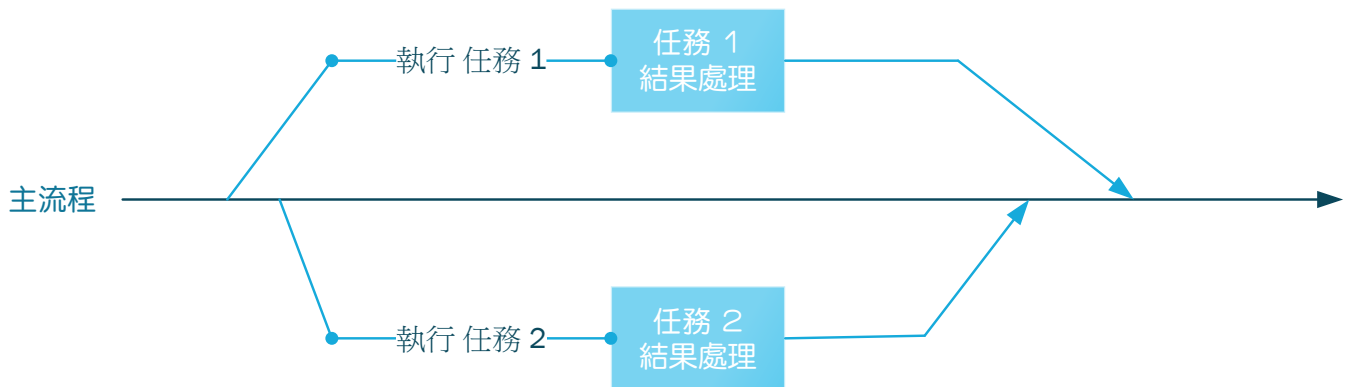 執行 任務 1
任務 1
結果處理
主流程
執行 任務 2
任務 2
結果處理